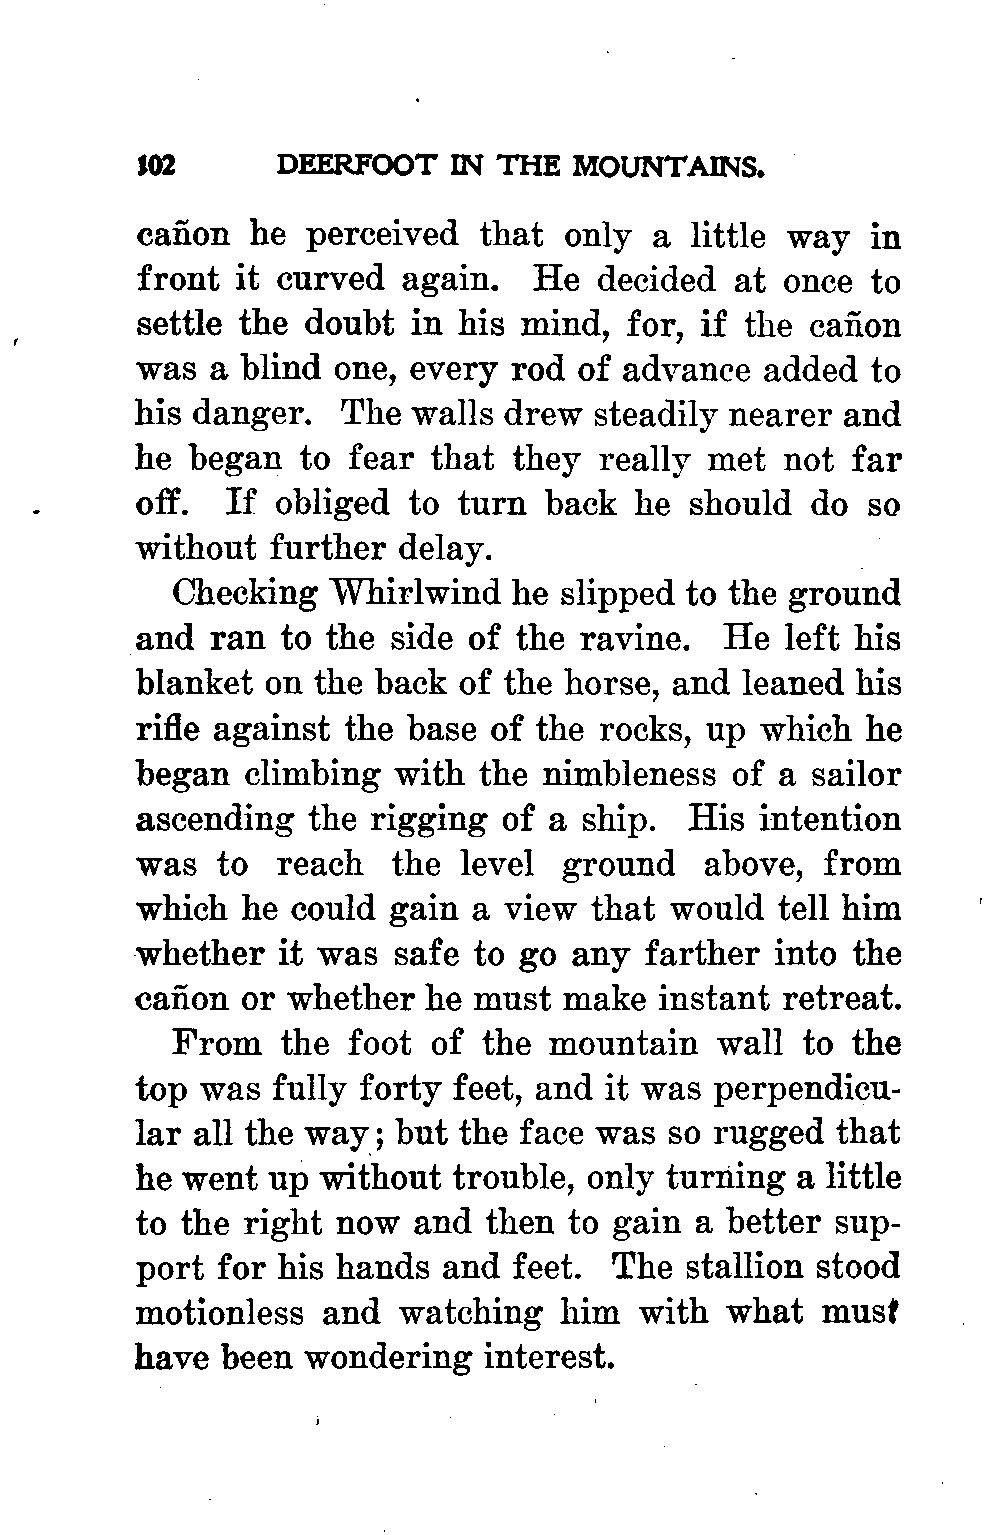 102 DEERFOOT IN THE MOUNTAINS.
cañon he perceived that only a little way in
front it curved again. He decided at once to
settle the doubt in his mind, for, if the cañon
was a blind one, every rod of advance added to
his danger. The walls drew steadily nearer and
he began to fear that they really met not far
off. If obliged to turn back he should do so
without further delay.
Checking Whirlwind he slipped to the ground
and ran to the side of the ravine. He left his
blanket on the back of the horse, and leaned his
rifle against the base of the rocks, up which he
began climbing with the nimbleness of a sailor
ascending the rigging of a ship. His intention
was to reach the level ground above, from
which he could gain a view that would tell him
whether it was safe to go any farther into the
cañon or whether he must make instant retreat.
From the foot of the mountain wall to the
top was fully forty feet, and it was perpendicu-
lar all the way; but the face was so rugged that
he went up without trouble, only turning a little
to the right now and then to gain a better sup-
port for his hands and feet. The stallion stood
motionless and watching him with what must
have been wondering interest.